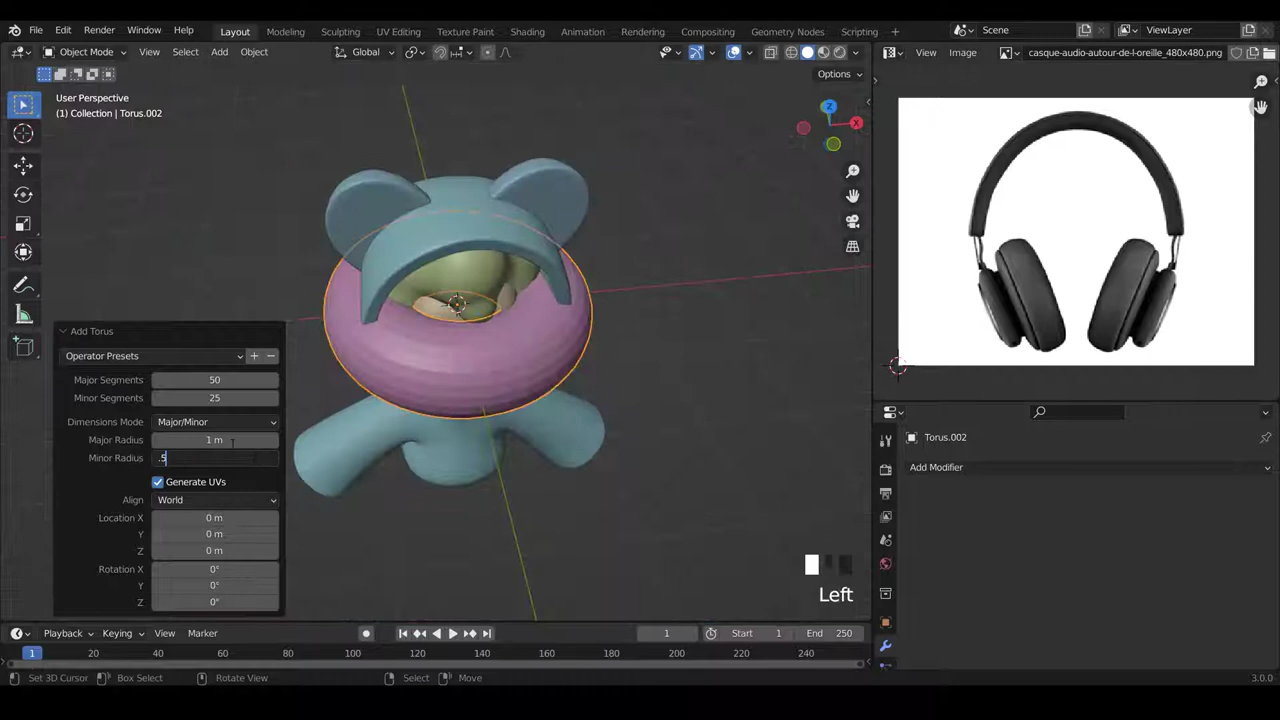 File Edit Render Window Help Layout Modeling Sculpting UV Editing Texture Paint Shading Animation Rendering Compositing Geometry Nodes Scripting + Scene ViewLayer
Object Mode View Select Add Object Global View Image casque-audio-autour-de-l-oreille_480x480.png
Options
User Perspective
(1) Collection | Torus.002
Z
X
Add Torus
Operator Presets
Major Segments 50
Minor Segments 25
Dimensions Mode Major/Minor
Major Radius 1 m
Minor Radius .5
Generate UVs
Align World
Location X 0 m
Y 0 m
Z 0 m
Rotation X 0°
Y 0°
Z 0°
Left
Torus.002
Add Modifier
Playback Keying View Marker 1 Start 1 End 250
1 20 40 60 80 100 120 140 160 180 200 220 240
Set 3D Cursor Box Select Rotate View Select Move 3.0.0